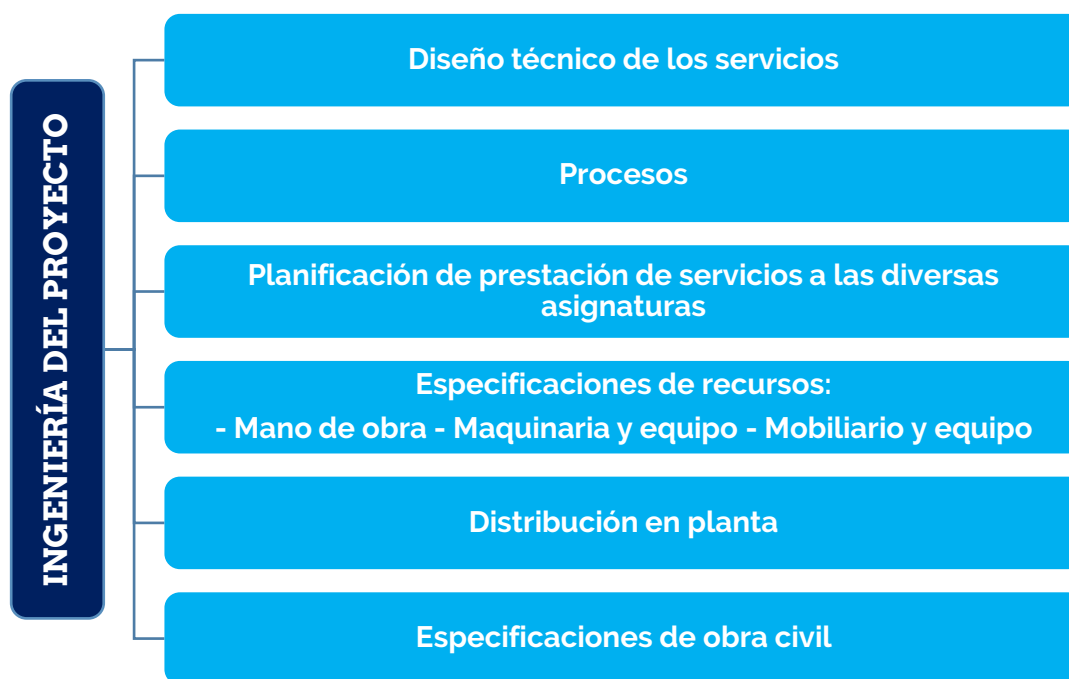 INGENIERÍA DEL PROYECTO
Diseño técnico de los servicios
Procesos
Planificación de prestación de servicios a las diversas
asignaturas
Especificaciones de recursos:
- Mano de obra - Maquinaria y equipo - Mobiliario y equipo
Distribución en planta
Especificaciones de obra civil